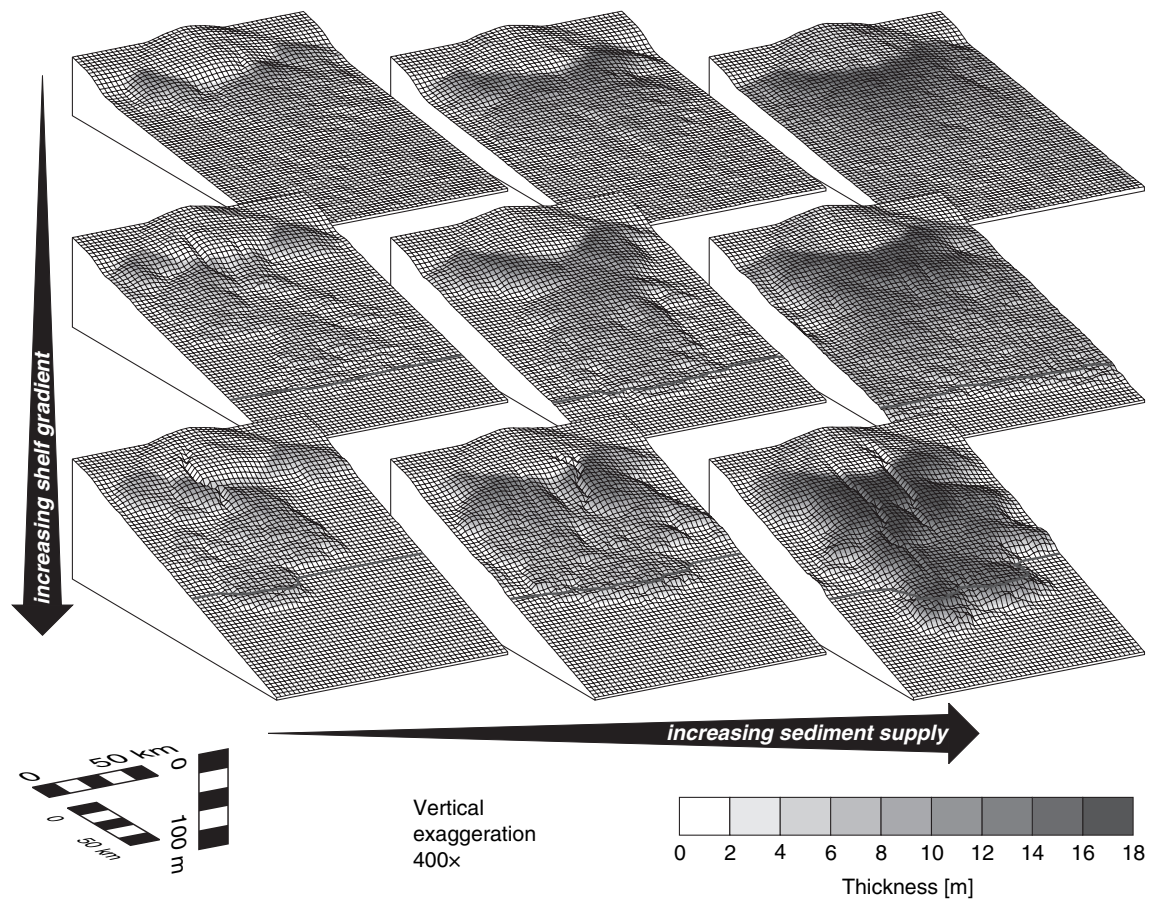 increasing shelf gradient
increasing sediment supply
0 50 km
0 50 km
0 100 m
Vertical
exaggeration
400×
0 2 4 6 8 10 12 14 16 18
Thickness [m]